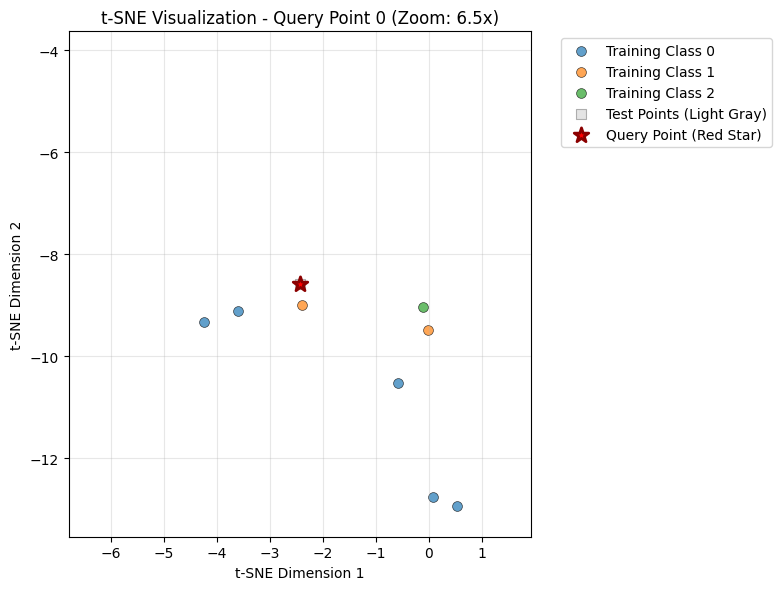 t-SNE Visualization - Query Point 0 (Zoom: 6.5x)
Training Class 0
Training Class 1
Training Class 2
Test Points (Light Gray)
Query Point (Red Star)
t-SNE Dimension 2
−4
−6
−8
−10
−12
−6 −5 −4 −3 −2 −1 0 1
t-SNE Dimension 1